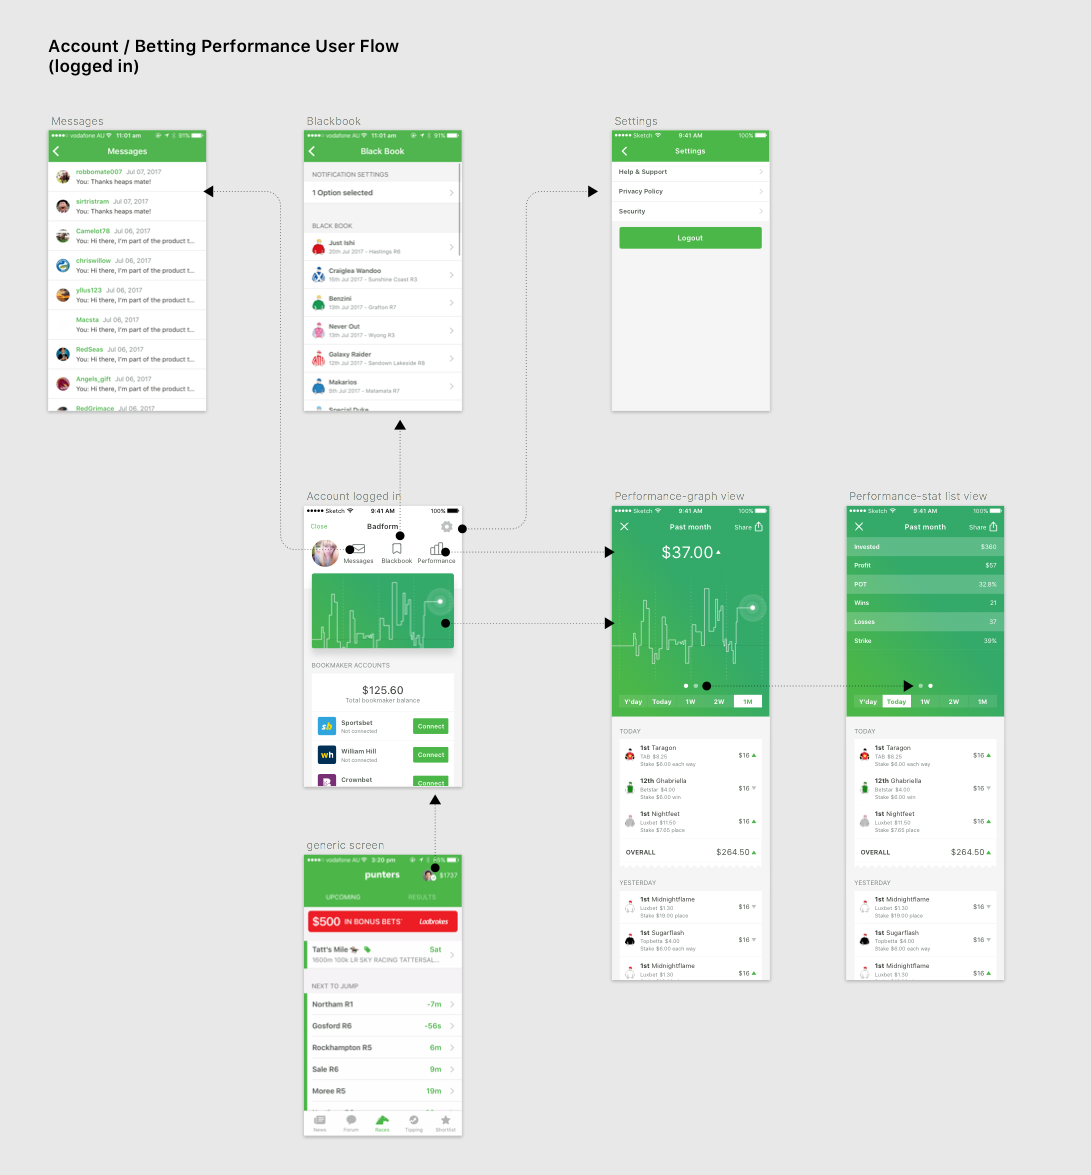 Account / Betting Performance User Flow
(logged in)
Messages
vodafone AU 11:01 am 91%
Messages
robbomate007 Jul 07, 2017
You: Thanks heaps mate!
sirtristram Jul 07, 2017
You: Thanks heaps mate!
Camelot78 Jul 06, 2017
You: Hi there, I'm part of the product t...
chriswillow Jul 06, 2017
You: Hi there, I'm part of the product t...
yllus123 Jul 06, 2017
You: Hi there, I'm part of the product t...
Macsta Jul 06, 2017
You: Hi there, I'm part of the product t...
RedSeas Jul 06, 2017
You: Hi there, I'm part of the product t...
Angels_gift Jul 06, 2017
You: Hi there, I'm part of the product t...
RedGrimace Jul 06, 2017
Blackbook
vodafone AU 11:01 am 91%
Black Book
NOTIFICATION SETTINGS
1 Option selected
BLACK BOOK
Just Ishi
20th Jul 2017 - Hastings R6
Craiglea Wandoo
15th Jul 2017 - Sunshine Coast R3
Benzini
13th Jul 2017 - Grafton R7
Never Out
13th Jul 2017 - Wyong R3
Galaxy Raider
12th Jul 2017 - Sandown Lakeside R8
Makarios
5th Jul 2017 - Matamata R7
Special Duke
Settings
Sketch 9:41 AM 100%
Settings
Help & Support
Privacy Policy
Security
Logout
Account logged in
Sketch 9:41 AM 100%
Close Badform
Messages Blackbook Performance
BOOKMAKER ACCOUNTS
$125.60
Total bookmaker balance
sb Sportsbet
Not connected
Connect
wh William Hill
Not connected
Connect
Crownbet
Connect
Performance-graph view
Sketch 9:41 AM 100%
Past month Share
$37.00
Y'day Today 1W 2W 1M
TODAY
1st Taragon
TAB $8.25
Stake $6.00 each way
$16
12th Ghabriella
Betstar $4.00
Stake $6.00 win
$16
1st Nightfeet
Luxbet $11.50
Stake $7.65 place
$16
OVERALL $264.50
YESTERDAY
1st Midnightflame
Luxbet $1.30
Stake $19.00 place
$16
1st Sugarflash
Topbetta $4.00
Stake $6.00 each way
$16
1st Midnightflame
Luxbet $1.30
$16
Performance-stat list view
Sketch 9:41 AM 100%
Past month Share
Invested $360
Profit $57
POT 32.8%
Wins 21
Losses 37
Strike 39%
Y'day Today 1W 2W 1M
TODAY
1st Taragon
TAB $8.25
Stake $6.00 each way
$16
12th Ghabriella
Betstar $4.00
Stake $6.00 win
$16
1st Nightfeet
Luxbet $11.50
Stake $7.65 place
$16
OVERALL $264.50
YESTERDAY
1st Midnightflame
Luxbet $1.30
Stake $19.00 place
$16
1st Sugarflash
Topbetta $4.00
Stake $6.00 each way
$16
1st Midnightflame
Luxbet $1.30
$16
generic screen
vodafone AU 3:20 pm
punters $1737
UPCOMING RESULTS
$500 IN BONUS BETS* Ladbrokes
Tatt's Mile Sat
1600m 100k LR SKY RACING TATTERSAL...
NEXT TO JUMP
Northam R1 -7m
Gosford R6 -56s
Rockhampton R5 6m
Sale R6 9m
Moree R5 19m
News Forum Races Tipping Shortlist